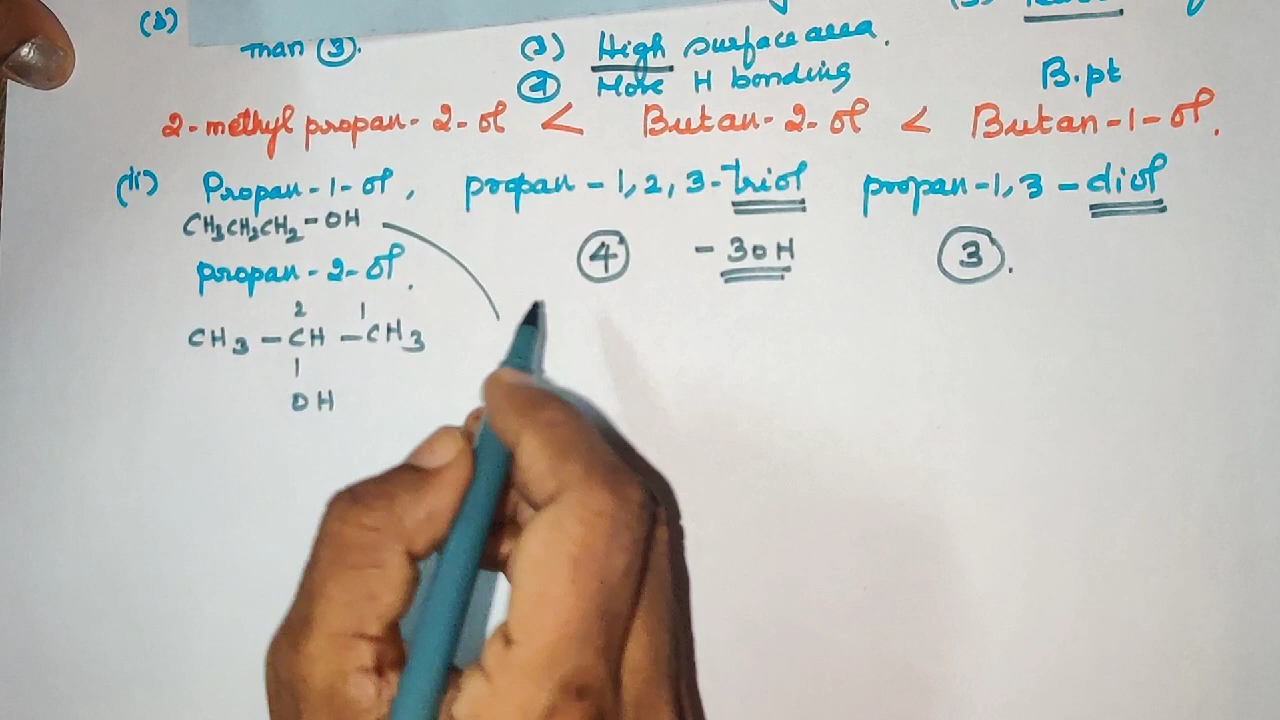 (3)
than (3).
(3) High surface area.
(4) More H bonding
B.pt
2-methyl propan-2-ol < Butan-2-ol < Butan-1-ol.
(ii) Propan-1-ol, propan-1,2,3-triol propan-1,3-diol
CH3CH2CH2-OH
(4) -3OH (3).
propan-2-ol.
2 1
CH3-CH-CH3
OH